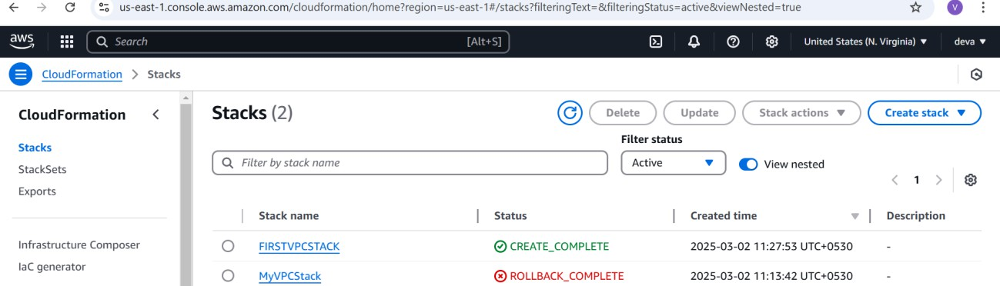 us-east-1.console.aws.amazon.com/cloudformation/home?region=us-east-1#/stacks?filteringText=&filteringStatus=active&viewNested=true
V
aws
Search
[Alt+S]
United States (N. Virginia)
deva
CloudFormation > Stacks
CloudFormation
Stacks
StackSets
Exports
Infrastructure Composer
IaC generator
Stacks (2)
Delete
Update
Stack actions
Create stack
Filter status
Filter by stack name
Active
View nested
1
Stack name Status Created time Description
FIRSTVPCSTACK CREATE_COMPLETE 2025-03-02 11:27:53 UTC+0530 -
MyVPCStack ROLLBACK_COMPLETE 2025-03-02 11:13:42 UTC+0530 -